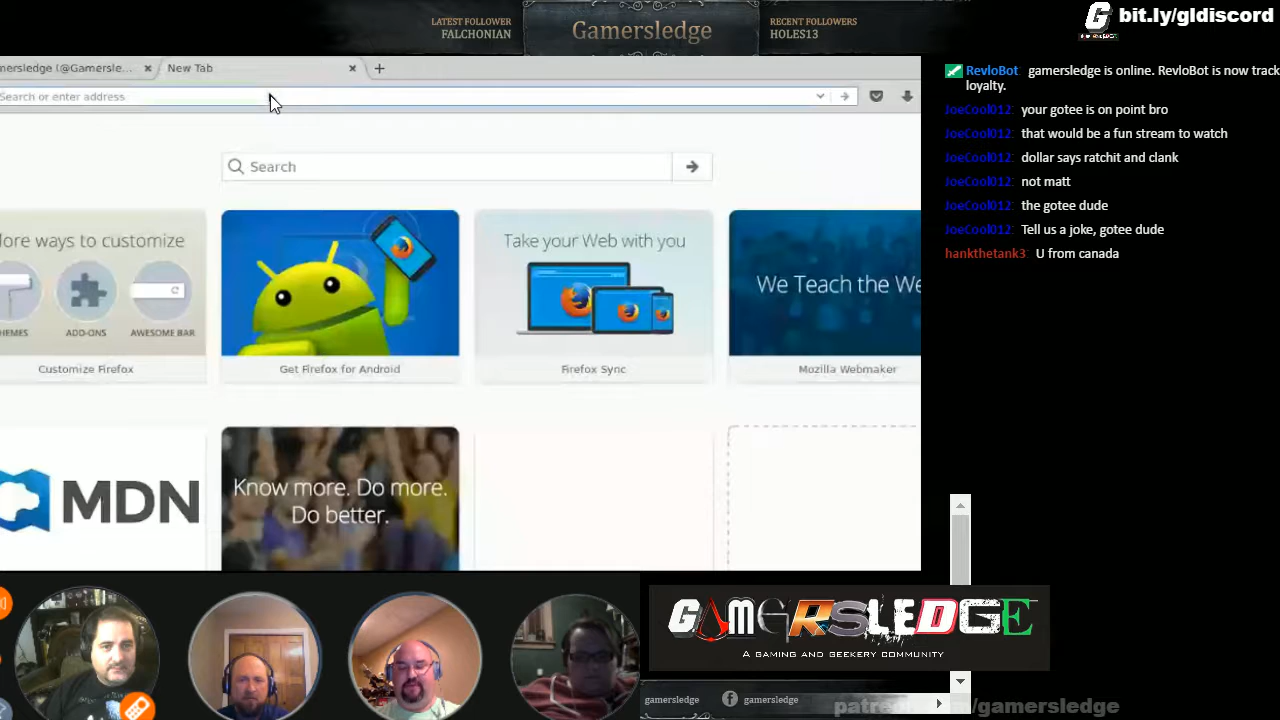 LATEST FOLLOWER
FALCHONIAN
Gamersledge
RECENT FOLLOWERS
HOLES13
bit.ly/gldiscord
mersledge (@Gamersle...
New Tab
Search or enter address
Search
RevloBot gamersledge is online. RevloBot is now track
loyalty.
JoeCool012: your gotee is on point bro
JoeCool012: that would be a fun stream to watch
JoeCool012: dollar says ratchit and clank
JoeCool012: not matt
JoeCool012: the gotee dude
JoeCool012: Tell us a joke, gotee dude
hankthetank3: U from canada
ore ways to customize
HEMES
ADD-ONS
AWESOME BAR
Customize Firefox
Get Firefox for Android
Take your Web with you
Firefox Sync
We Teach the We
Mozilla Webmaker
MDN
Know more. Do more.
Do better.
GAMERSLEDGE
A GAMING AND GEEKERY COMMUNITY
gamersledge
gamersledge
/gamersledge